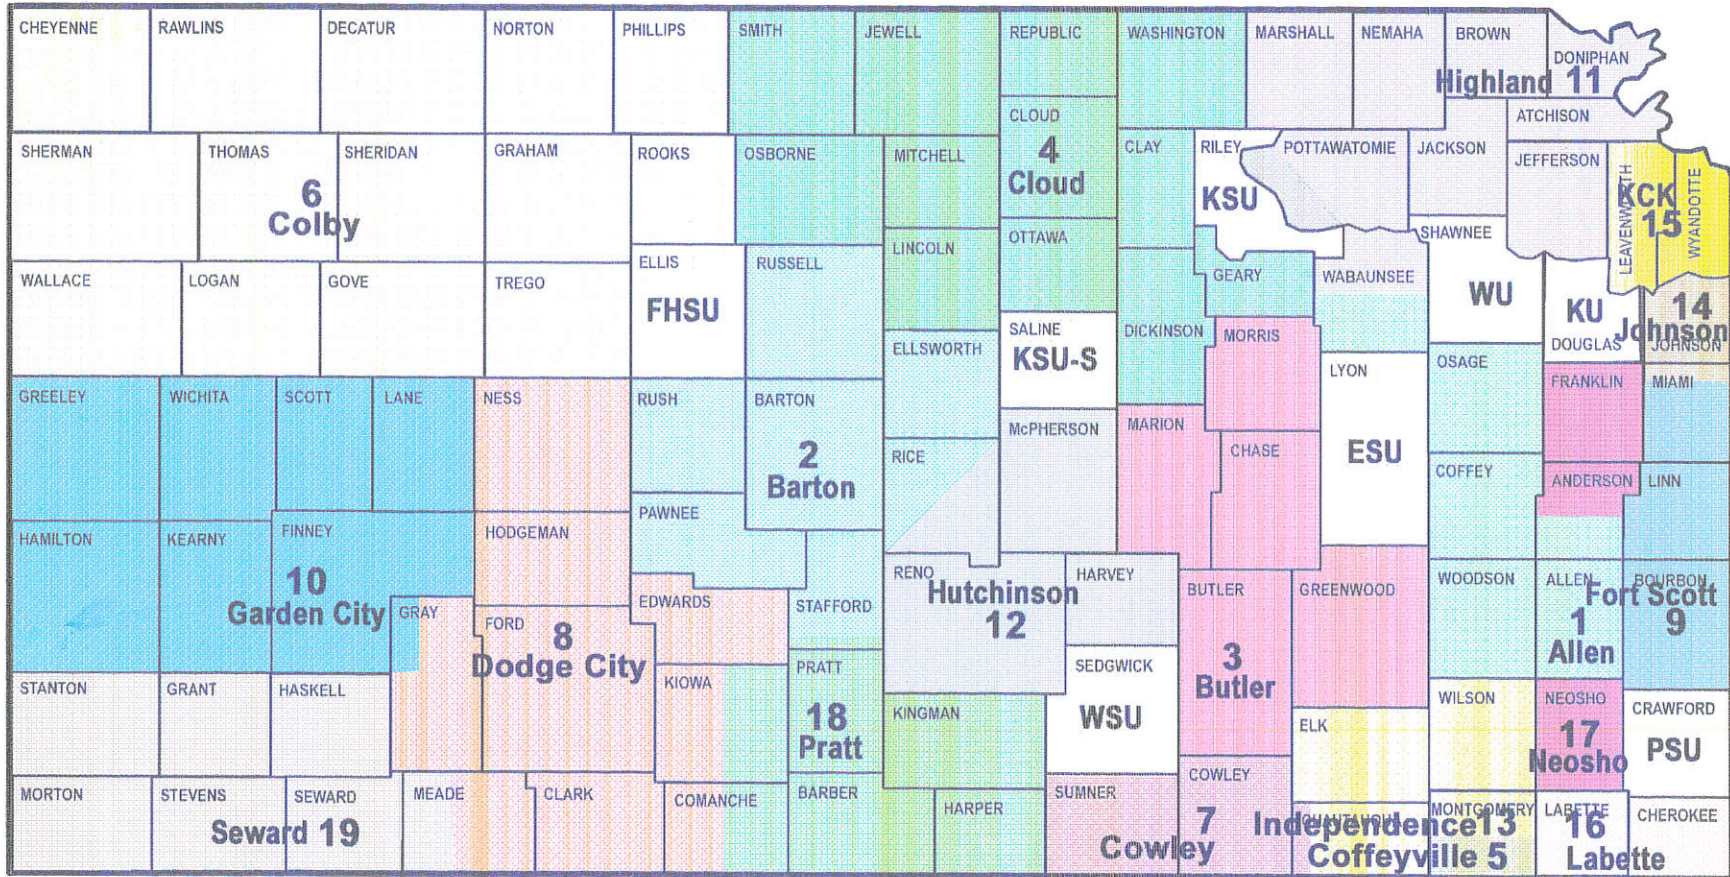 CHEYENNE RAWLINS DECATUR NORTON PHILLIPS SMITH JEWELL REPUBLIC WASHINGTON MARSHALL NEMAHA BROWN
DONIPHAN
Highland 11
CLOUD ATCHISON
SHERMAN THOMAS SHERIDAN GRAHAM ROOKS OSBORNE MITCHELL CLAY RILEY POTTAWATOMIE JACKSON JEFFERSON
4
Cloud
6
Colby
KSU
LEAVENWORTH
WYANDOTTE
KCK
15
LINCOLN OTTAWA SHAWNEE
WALLACE LOGAN GOVE TREGO ELLIS RUSSELL GEARY WABAUNSEE
FHSU
WU
KU
DOUGLAS
14
Johnson
JOHNSON
SALINE
KSU-S
ELLSWORTH DICKINSON MORRIS
LYON
ESU
OSAGE
FRANKLIN MIAMI
GREELEY WICHITA SCOTT LANE NESS RUSH BARTON McPHERSON MARION
2
Barton
RICE CHASE COFFEY ANDERSON LINN
PAWNEE
HAMILTON KEARNY FINNEY HODGEMAN
10
Garden City
RENO HARVEY
Hutchinson
12
BUTLER GREENWOOD WOODSON ALLEN BOURBON
Fort Scott
9
1
Allen
GRAY FORD EDWARDS STAFFORD
8
Dodge City
3
Butler
STANTON GRANT HASKELL KIOWA PRATT SEDGWICK
18
Pratt
WSU
KINGMAN ELK WILSON NEOSHO CRAWFORD
17
Neosho
PSU
MORTON STEVENS SEWARD MEADE CLARK COMANCHE BARBER HARPER SUMNER COWLEY
Seward 19
7
Cowley
CHAUTAUQUA MONTGOMERY LABETTE CHEROKEE
Independence 13
Coffeyville 5
16
Labette